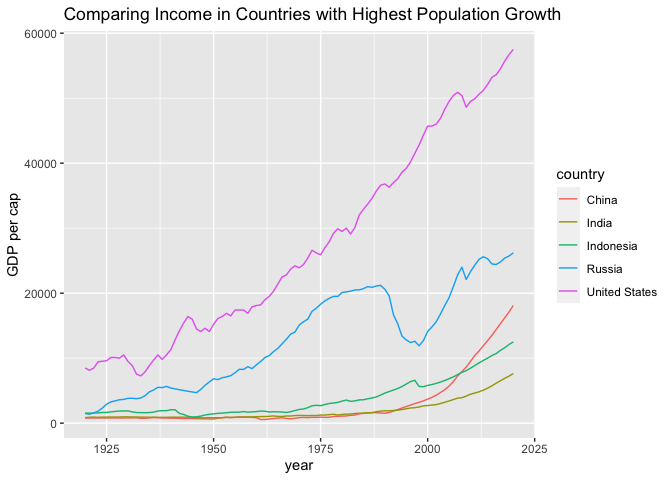 Comparing Income in Countries with Highest Population Growth
60000
40000
20000
0
GDP per cap
1925
1950
1975
2000
2025
year
country
China
India
Indonesia
Russia
United States